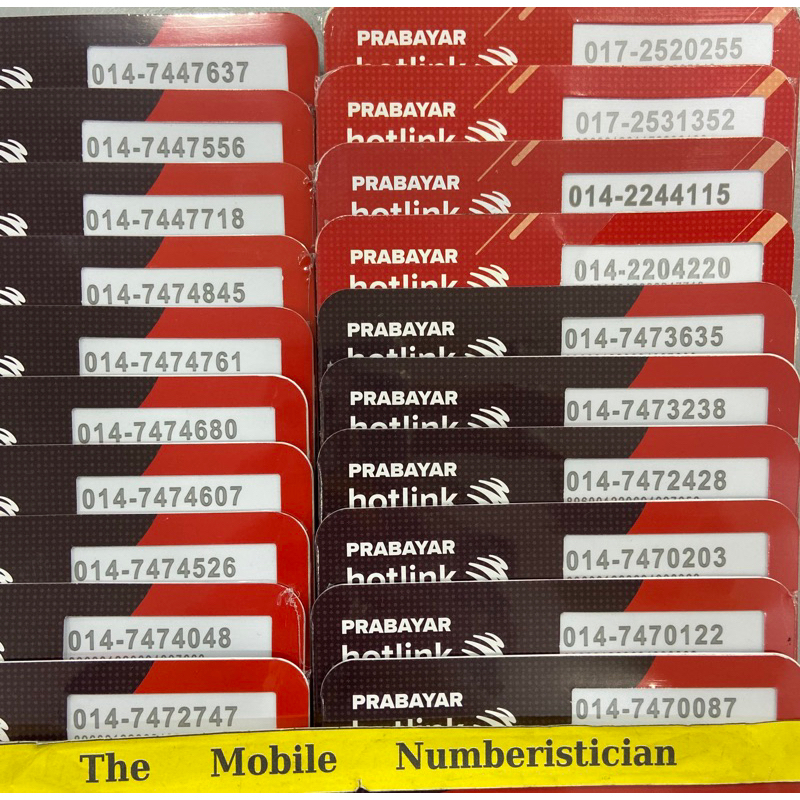 014-7447637
014-7447556
014-7447718
014-7474845
014-7474761
014-7474680
014-7474607
014-7474526
014-7474048
014-7472747
PRABAYAR
hotlink
017-2520255
PRABAYAR
hotlink
017-2531352
PRABAYAR
hotlink
014-2244115
PRABAYAR
hotlink
014-2204220
PRABAYAR
hotlink
014-7473635
PRABAYAR
hotlink
014-7473238
PRABAYAR
hotlink
014-7472428
PRABAYAR
hotlink
014-7470203
PRABAYAR
hotlink
014-7470122
PRABAYAR
hotlink
014-7470087
The Mobile Numberistician